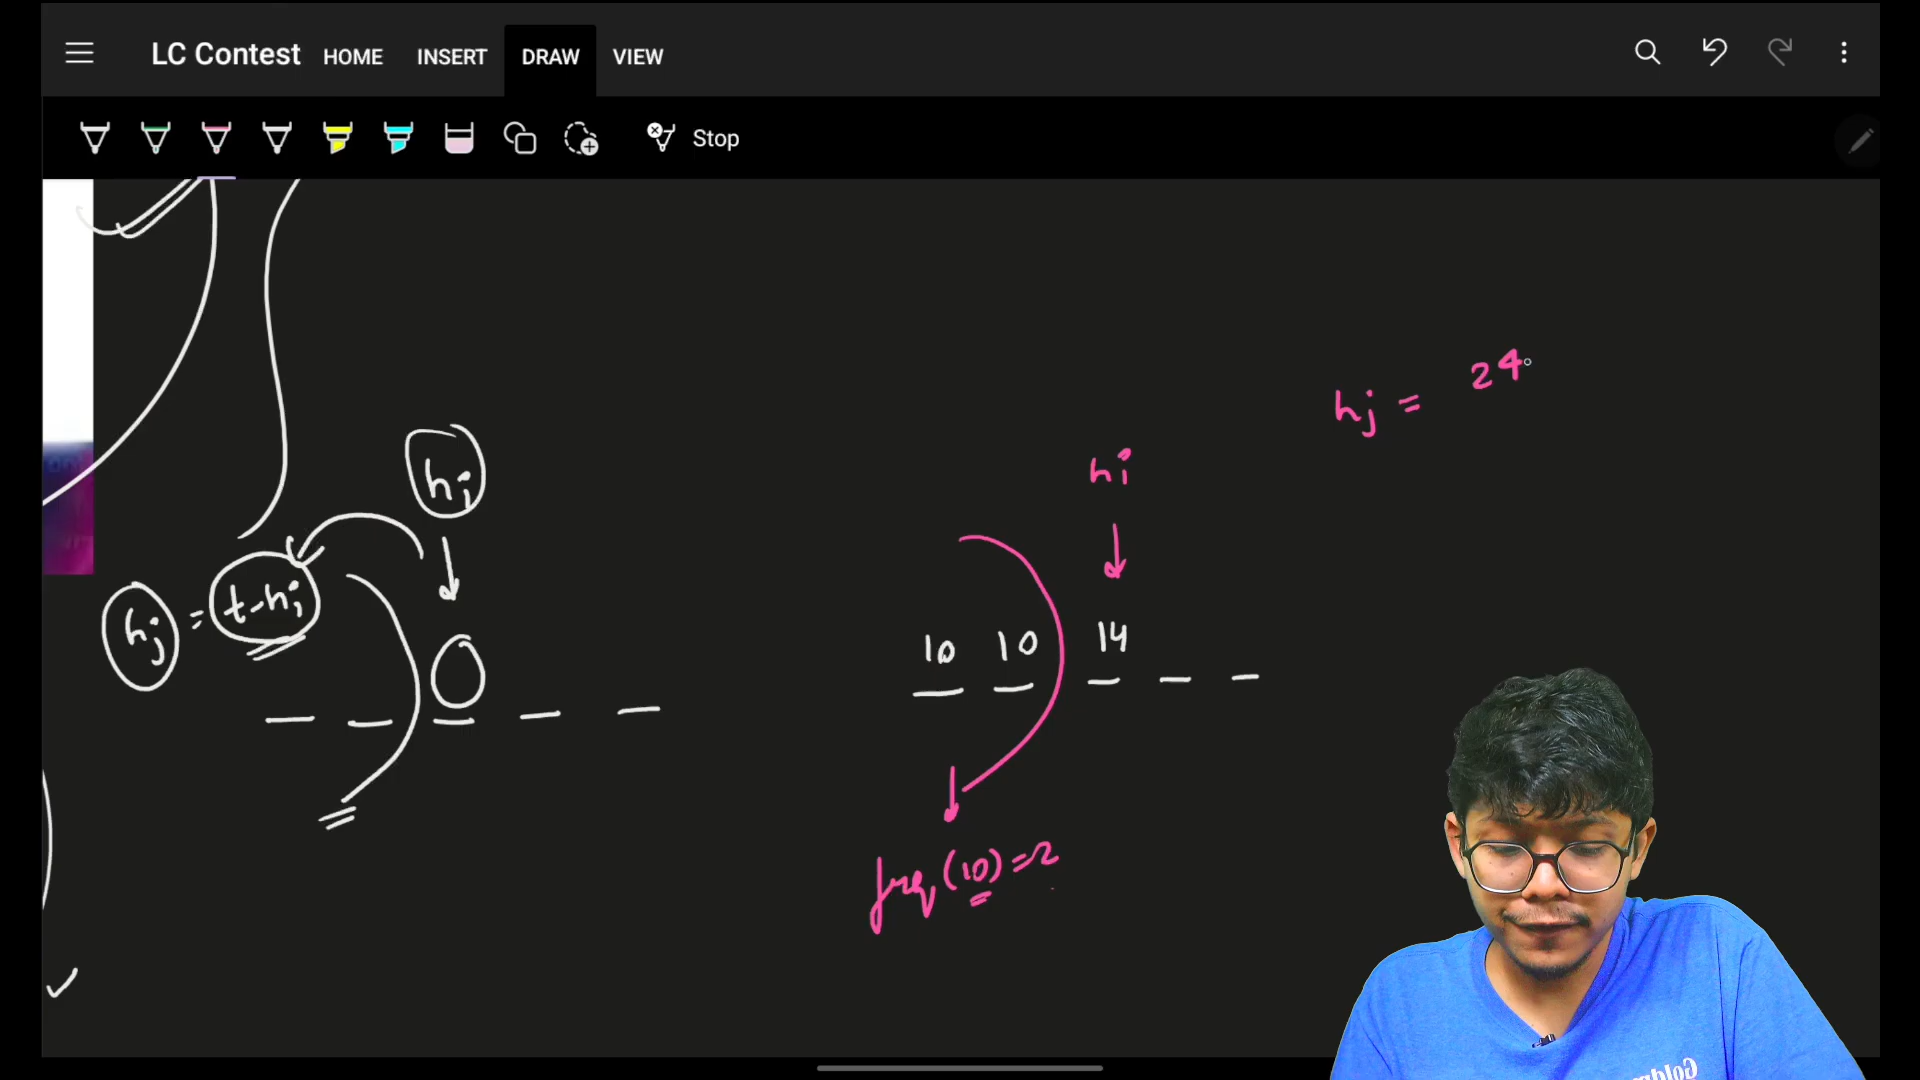 LC Contest HOME INSERT DRAW VIEW
Stop
hj = 24
hi
hi
hj = t-hi
10 10 14
freq (10) = 2